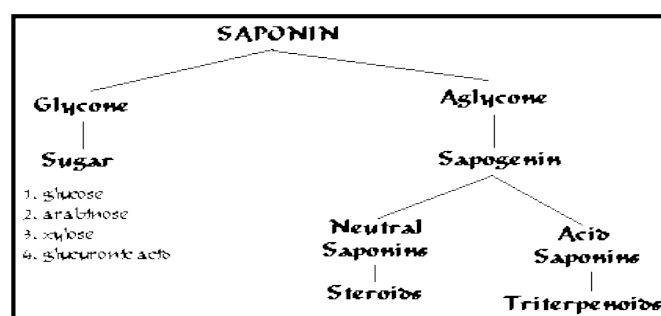 SAPONIN
Glycone
Aglycone
Sugar
Sapogenin
1. glucose
2. arabinose
3. xylose
4. glucuronic acid
Neutral
Saponins
Acid
Saponins
Steroids
Triterpenoids